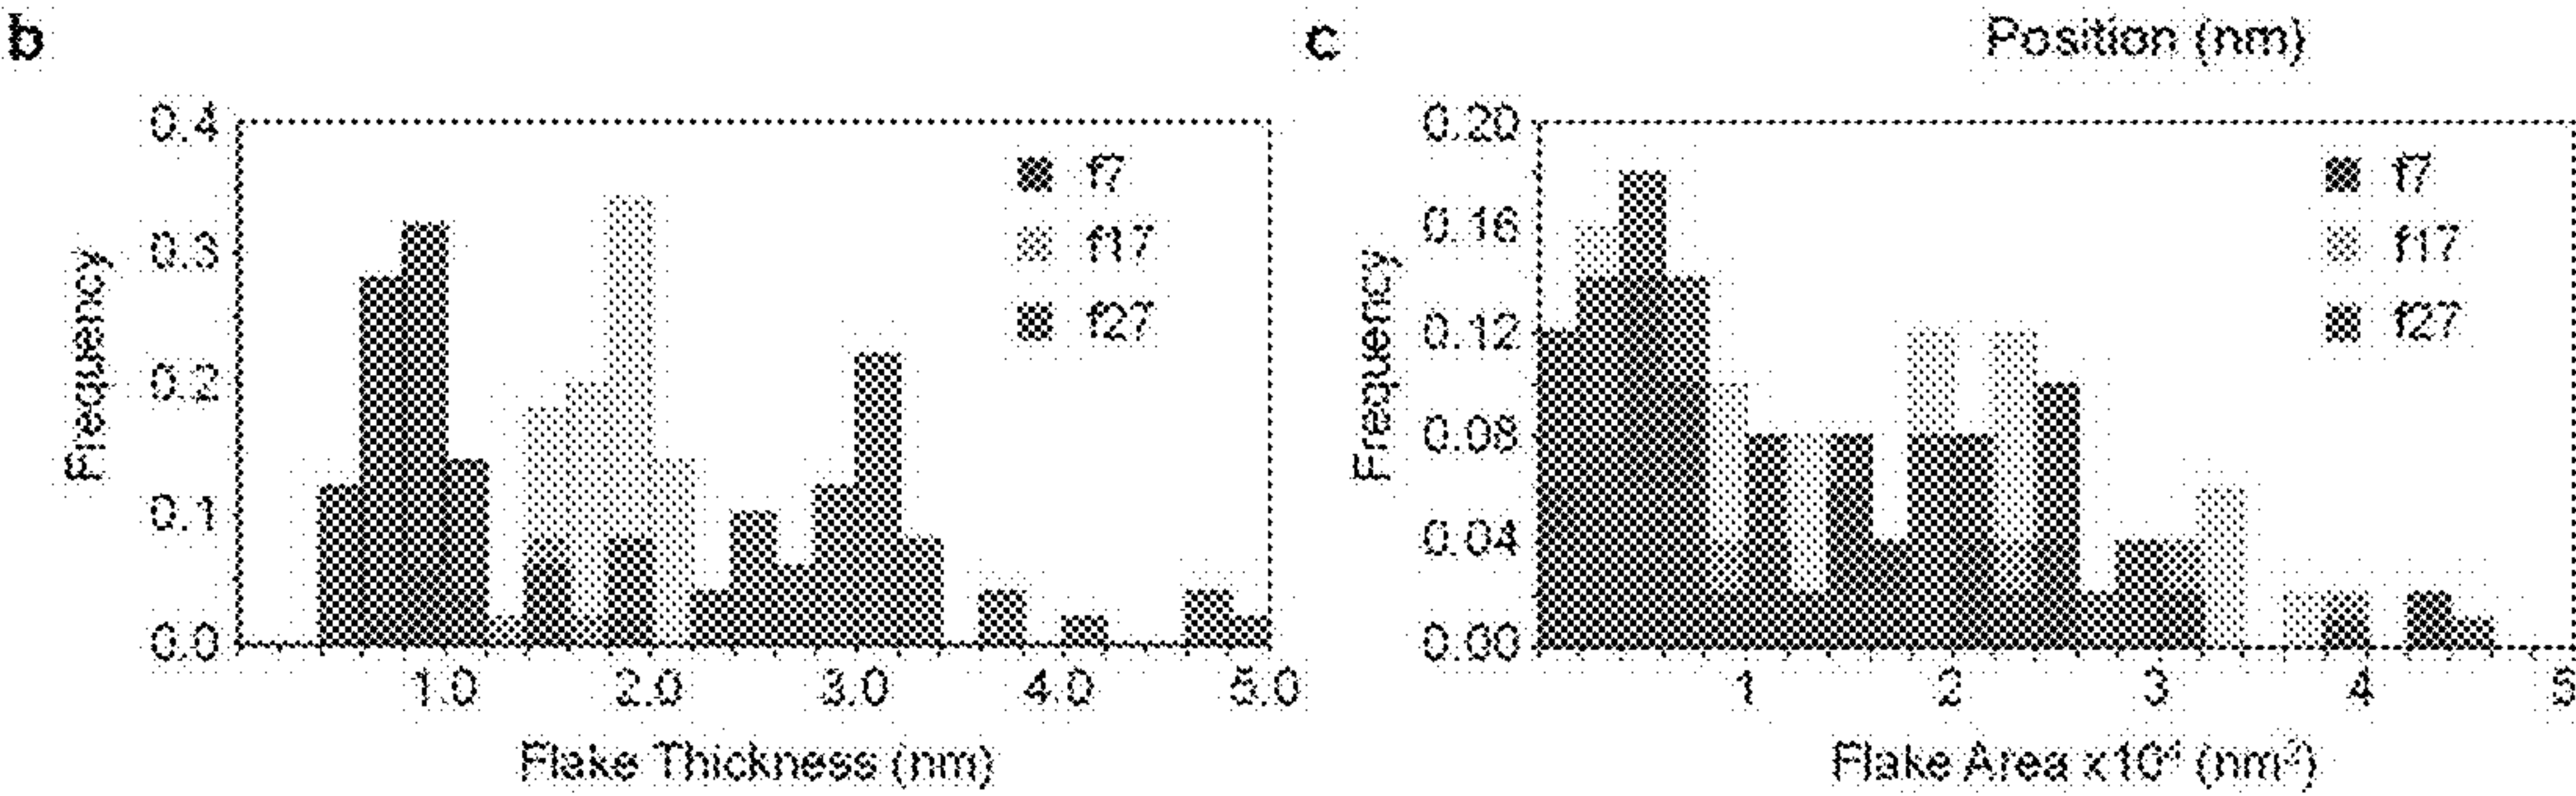 b
c
Position (nm)
0.4
0.3
0.2
0.1
0.0
Frequency
f7
f17
f27
1.0 2.0 3.0 4.0 5.0
Flake Thickness (nm)
0.20
0.16
0.12
0.08
0.04
0.00
Frequency
f7
f17
f27
1 2 3 4 5
Flake Area x10⁴ (nm²)